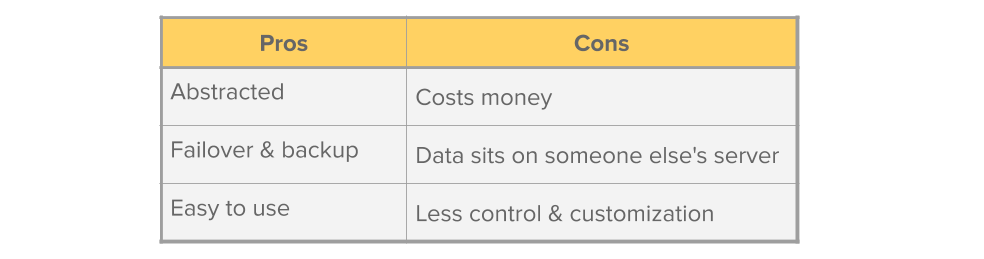 Pros Cons
Abstracted Costs money
Failover & backup Data sits on someone else's server
Easy to use Less control & customization